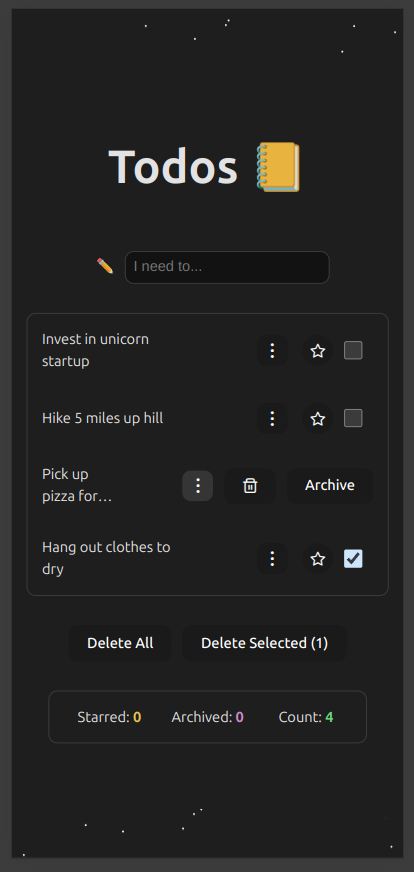 Todos
I need to...
Invest in unicorn
startup
Hike 5 miles up hill
Pick up
pizza for…
Archive
Hang out clothes to
dry
Delete All
Delete Selected (1)
Starred: 0
Archived: 0
Count: 4